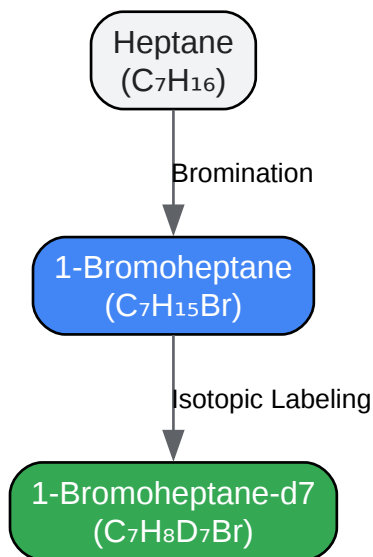 Heptane
(C₇H₁₆)
Bromination
1-Bromoheptane
(C₇H₁₅Br)
Isotopic Labeling
1-Bromoheptane-d7
(C₇H₈D₇Br)